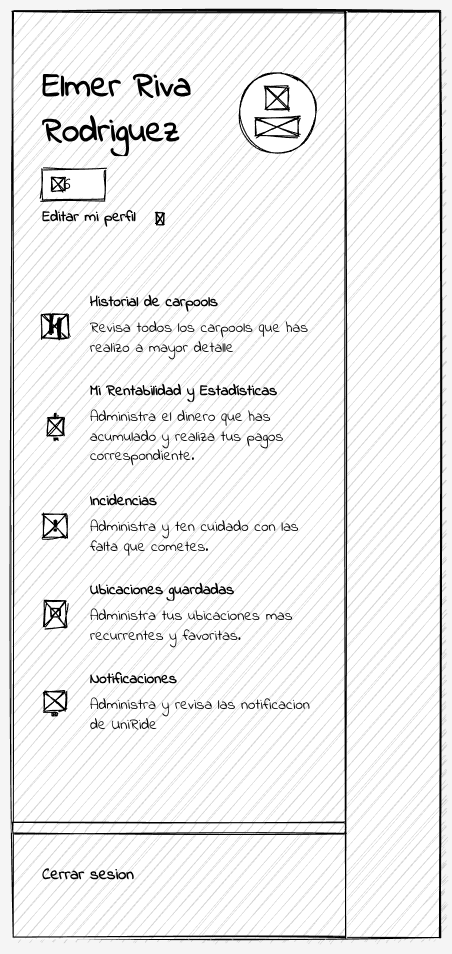 Elmer Riva
Rodriguez
5
Editar mi perfil
Historial de carpools
Revisa todos los carpools que has
realizo a mayor detalle
Mi Rentabilidad y Estadísticas
Administra el dinero que has
acumulado y realiza tus pagos
correspondiente.
Incidencias
Administra y ten cuidado con las
falta que cometes.
Ubicaciones guardadas
Administra tus ubicaciones mas
recurrentes y favoritas.
Notificaciones
Administra y revisa las notificacion
de UniRide
Cerrar sesion